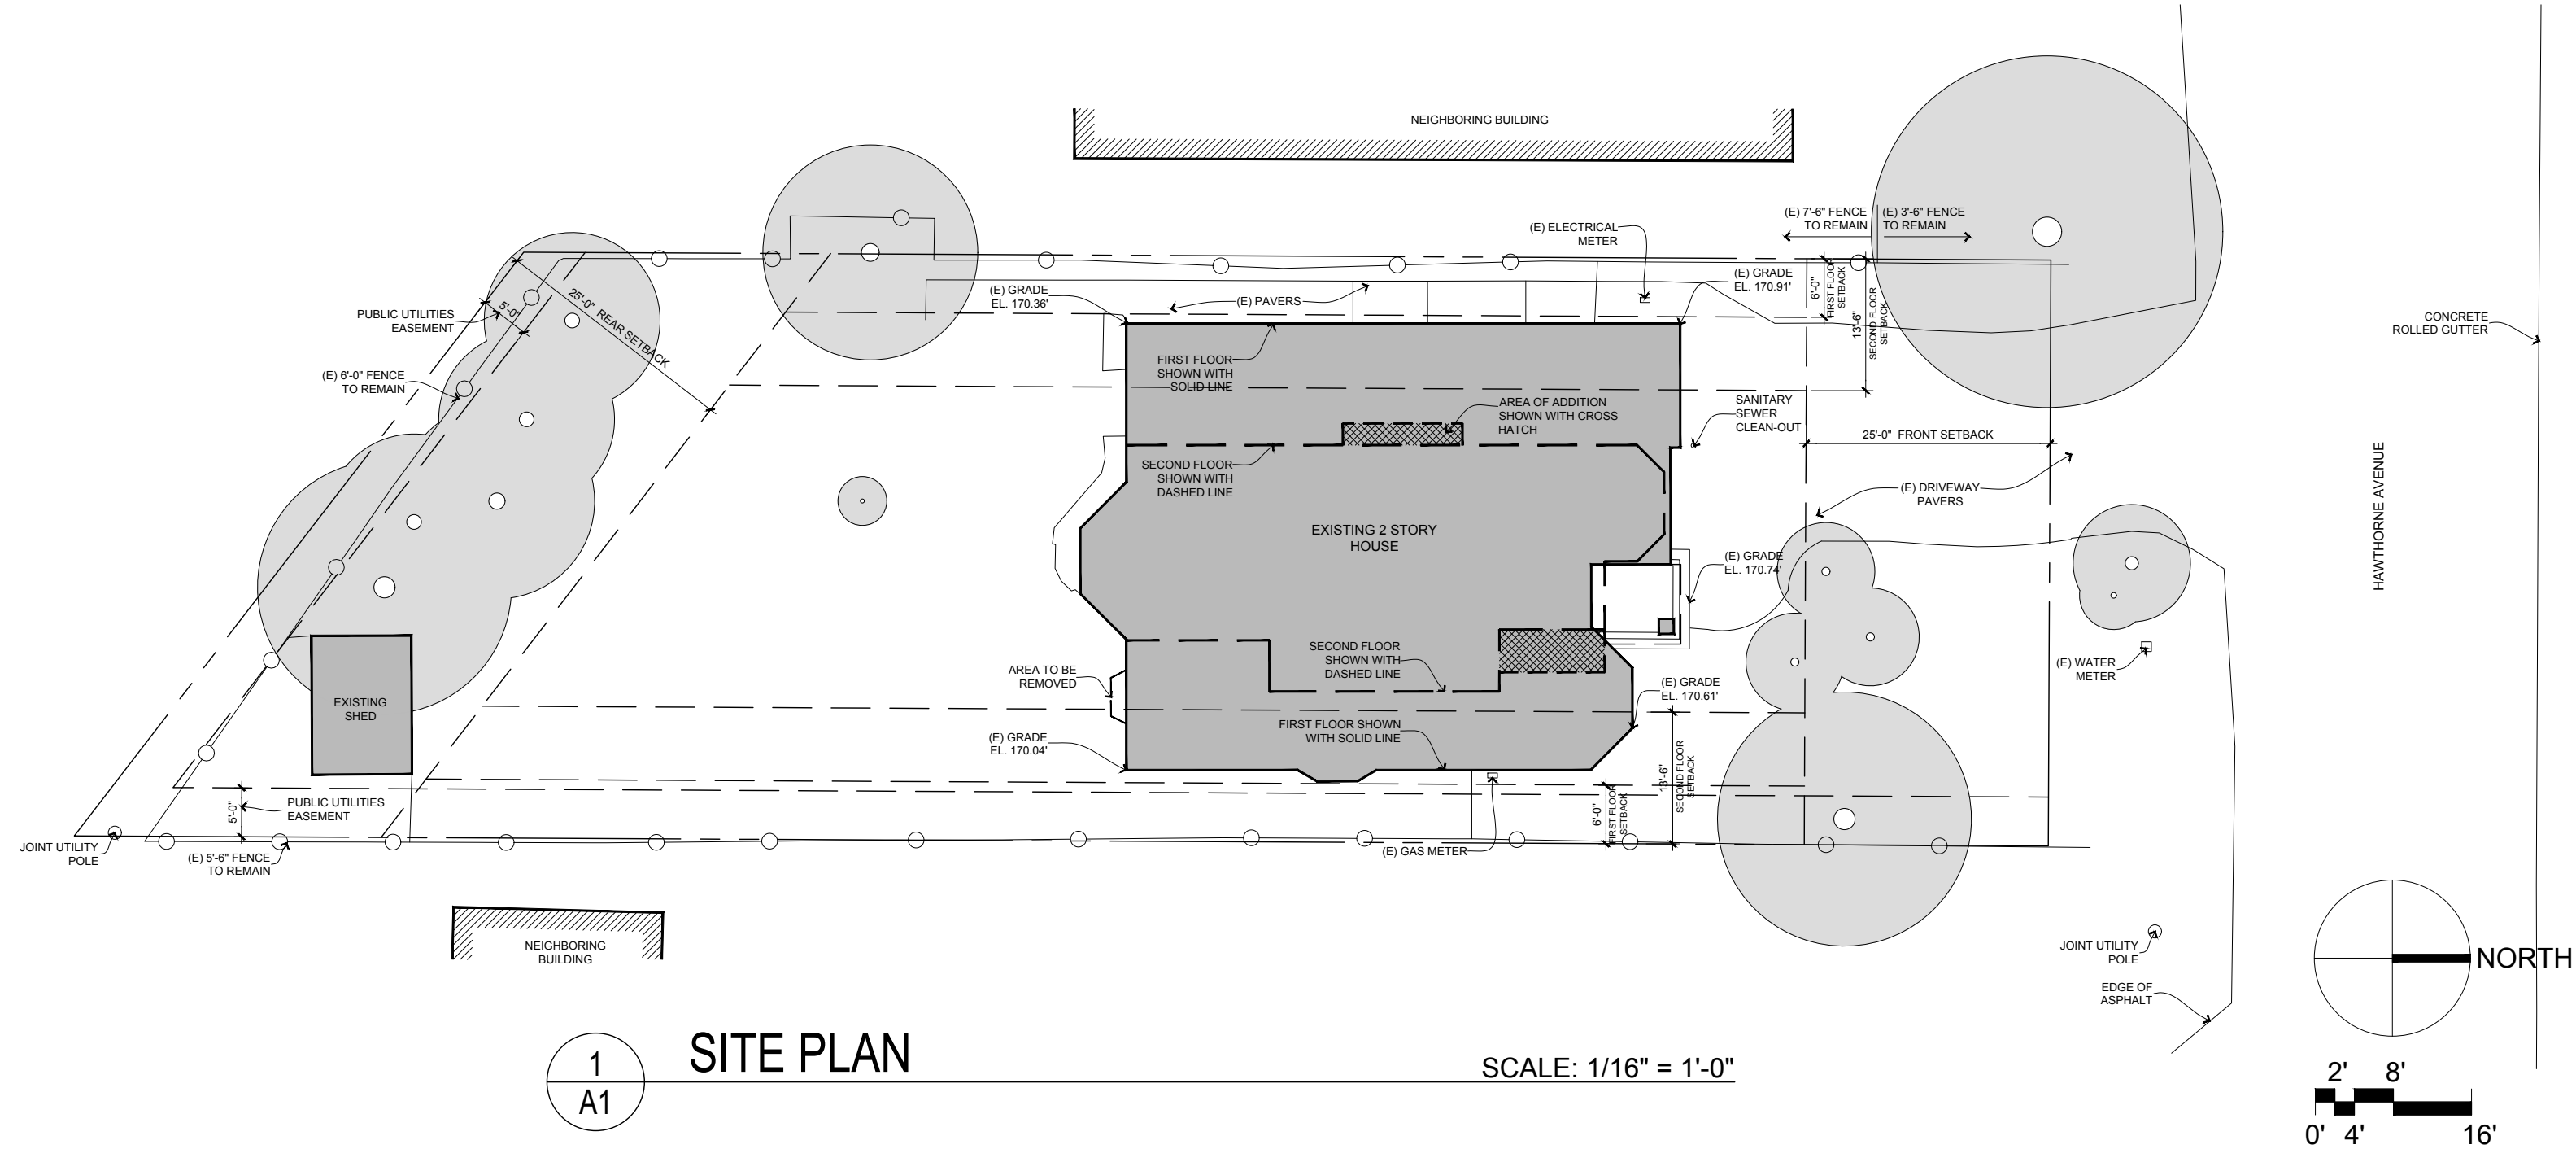 NEIGHBORING BUILDING
(E) 7'-6" FENCE
TO REMAIN
(E) 3'-6" FENCE
TO REMAIN
(E) ELECTRICAL
METER
(E) GRADE
EL. 170.36'
(E) PAVERS
(E) GRADE
EL. 170.91'
6'-0"
FIRST FLOOR
SETBACK
13'-6"
SECOND FLOOR
SETBACK
PUBLIC UTILITIES
EASEMENT
5'-0"
25'-0" REAR SETBACK
CONCRETE
ROLLED GUTTER
(E) 6'-0" FENCE
TO REMAIN
FIRST FLOOR
SHOWN WITH
SOLID LINE
AREA OF ADDITION
SHOWN WITH CROSS
HATCH
SANITARY
SEWER
CLEAN-OUT
25'-0" FRONT SETBACK
SECOND FLOOR
SHOWN WITH
DASHED LINE
(E) DRIVEWAY
PAVERS
HAWTHORNE AVENUE
EXISTING 2 STORY
HOUSE
(E) GRADE
EL. 170.74'
SECOND FLOOR
SHOWN WITH
DASHED LINE
AREA TO BE
REMOVED
(E) WATER
METER
(E) GRADE
EL. 170.61'
EXISTING
SHED
FIRST FLOOR SHOWN
WITH SOLID LINE
(E) GRADE
EL. 170.04'
13'-6"
SECOND FLOOR
SETBACK
6'-0"
FIRST FLOOR
SETBACK
5'-0"
PUBLIC UTILITIES
EASEMENT
JOINT UTILITY
POLE
(E) 5'-6" FENCE
TO REMAIN
(E) GAS METER
NEIGHBORING
BUILDING
JOINT UTILITY
POLE
NORTH
EDGE OF
ASPHALT
1
A1
SITE PLAN
SCALE: 1/16" = 1'-0"
2' 8'
0' 4' 16'